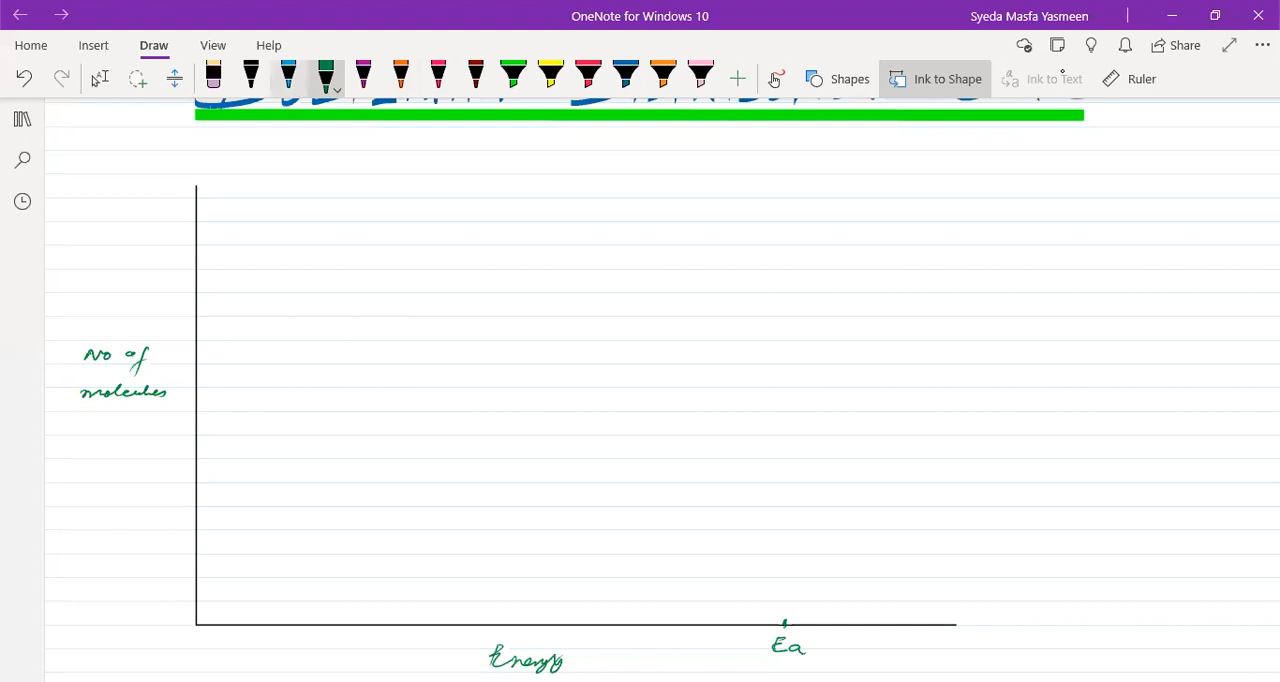 OneNote for Windows 10
Syeda Masfa Yasmeen
Home Insert Draw View Help
Share
Shapes Ink to Shape Ink to Text Ruler
No of
molecules
Ea
Energy